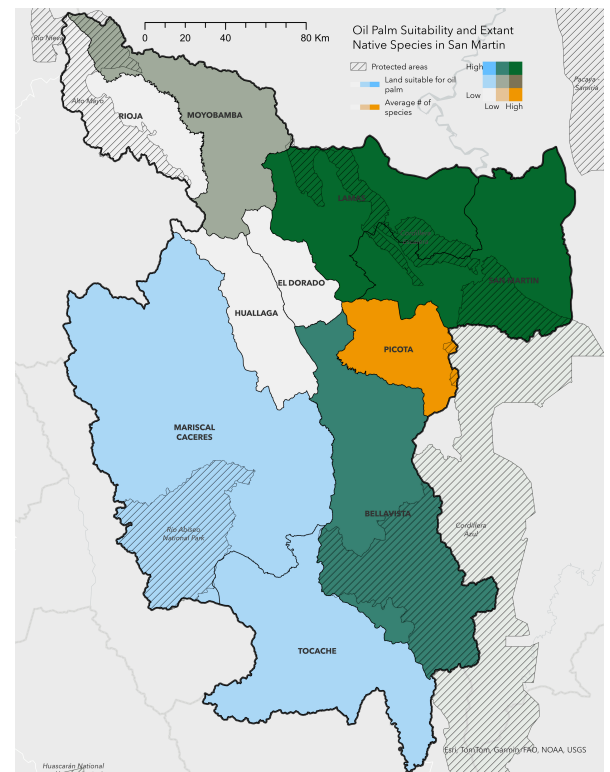 Oil Palm Suitability and Extant
Native Species in San Martin
0 20 40 80 Km
Protected areas
Land suitable for oil
palm
Average # of
species
High
Low
Low High
Rio Nieva
Alto Mayo
RIOJA
MOYOBAMBA
Pacaya -
Samiria
LAMAS
SAN MARTIN
EL DORADO
HUALLAGA
PICOTA
MARISCAL
CACERES
BELLAVISTA
Rio Abiseo
National Park
Cordillera
Azul
TOCACHE
Esri, TomTom, Garmin, FAO, NOAA, USGS
Huascarán National